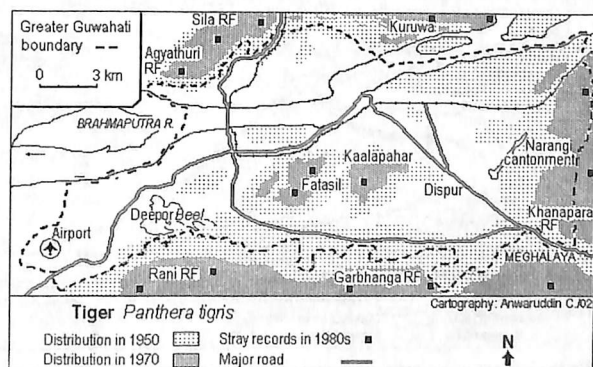 Greater Guwahati
boundary
0 3 km
Sila RF
Agyathuri
RF
Kuruwa
BRAHMAPUTRA R.
Narangi
cantonment
Kaalapahar
Fatasil
Dispur
Deepor Beel
Airport
Khanapara
RF
MEGHALAYA
Rani RF
Garbhanga RF
Cartography: Anwaruddin C./02
Tiger Panthera tigris
Distribution in 1950 Stray records in 1980s
Distribution in 1970 Major road
N